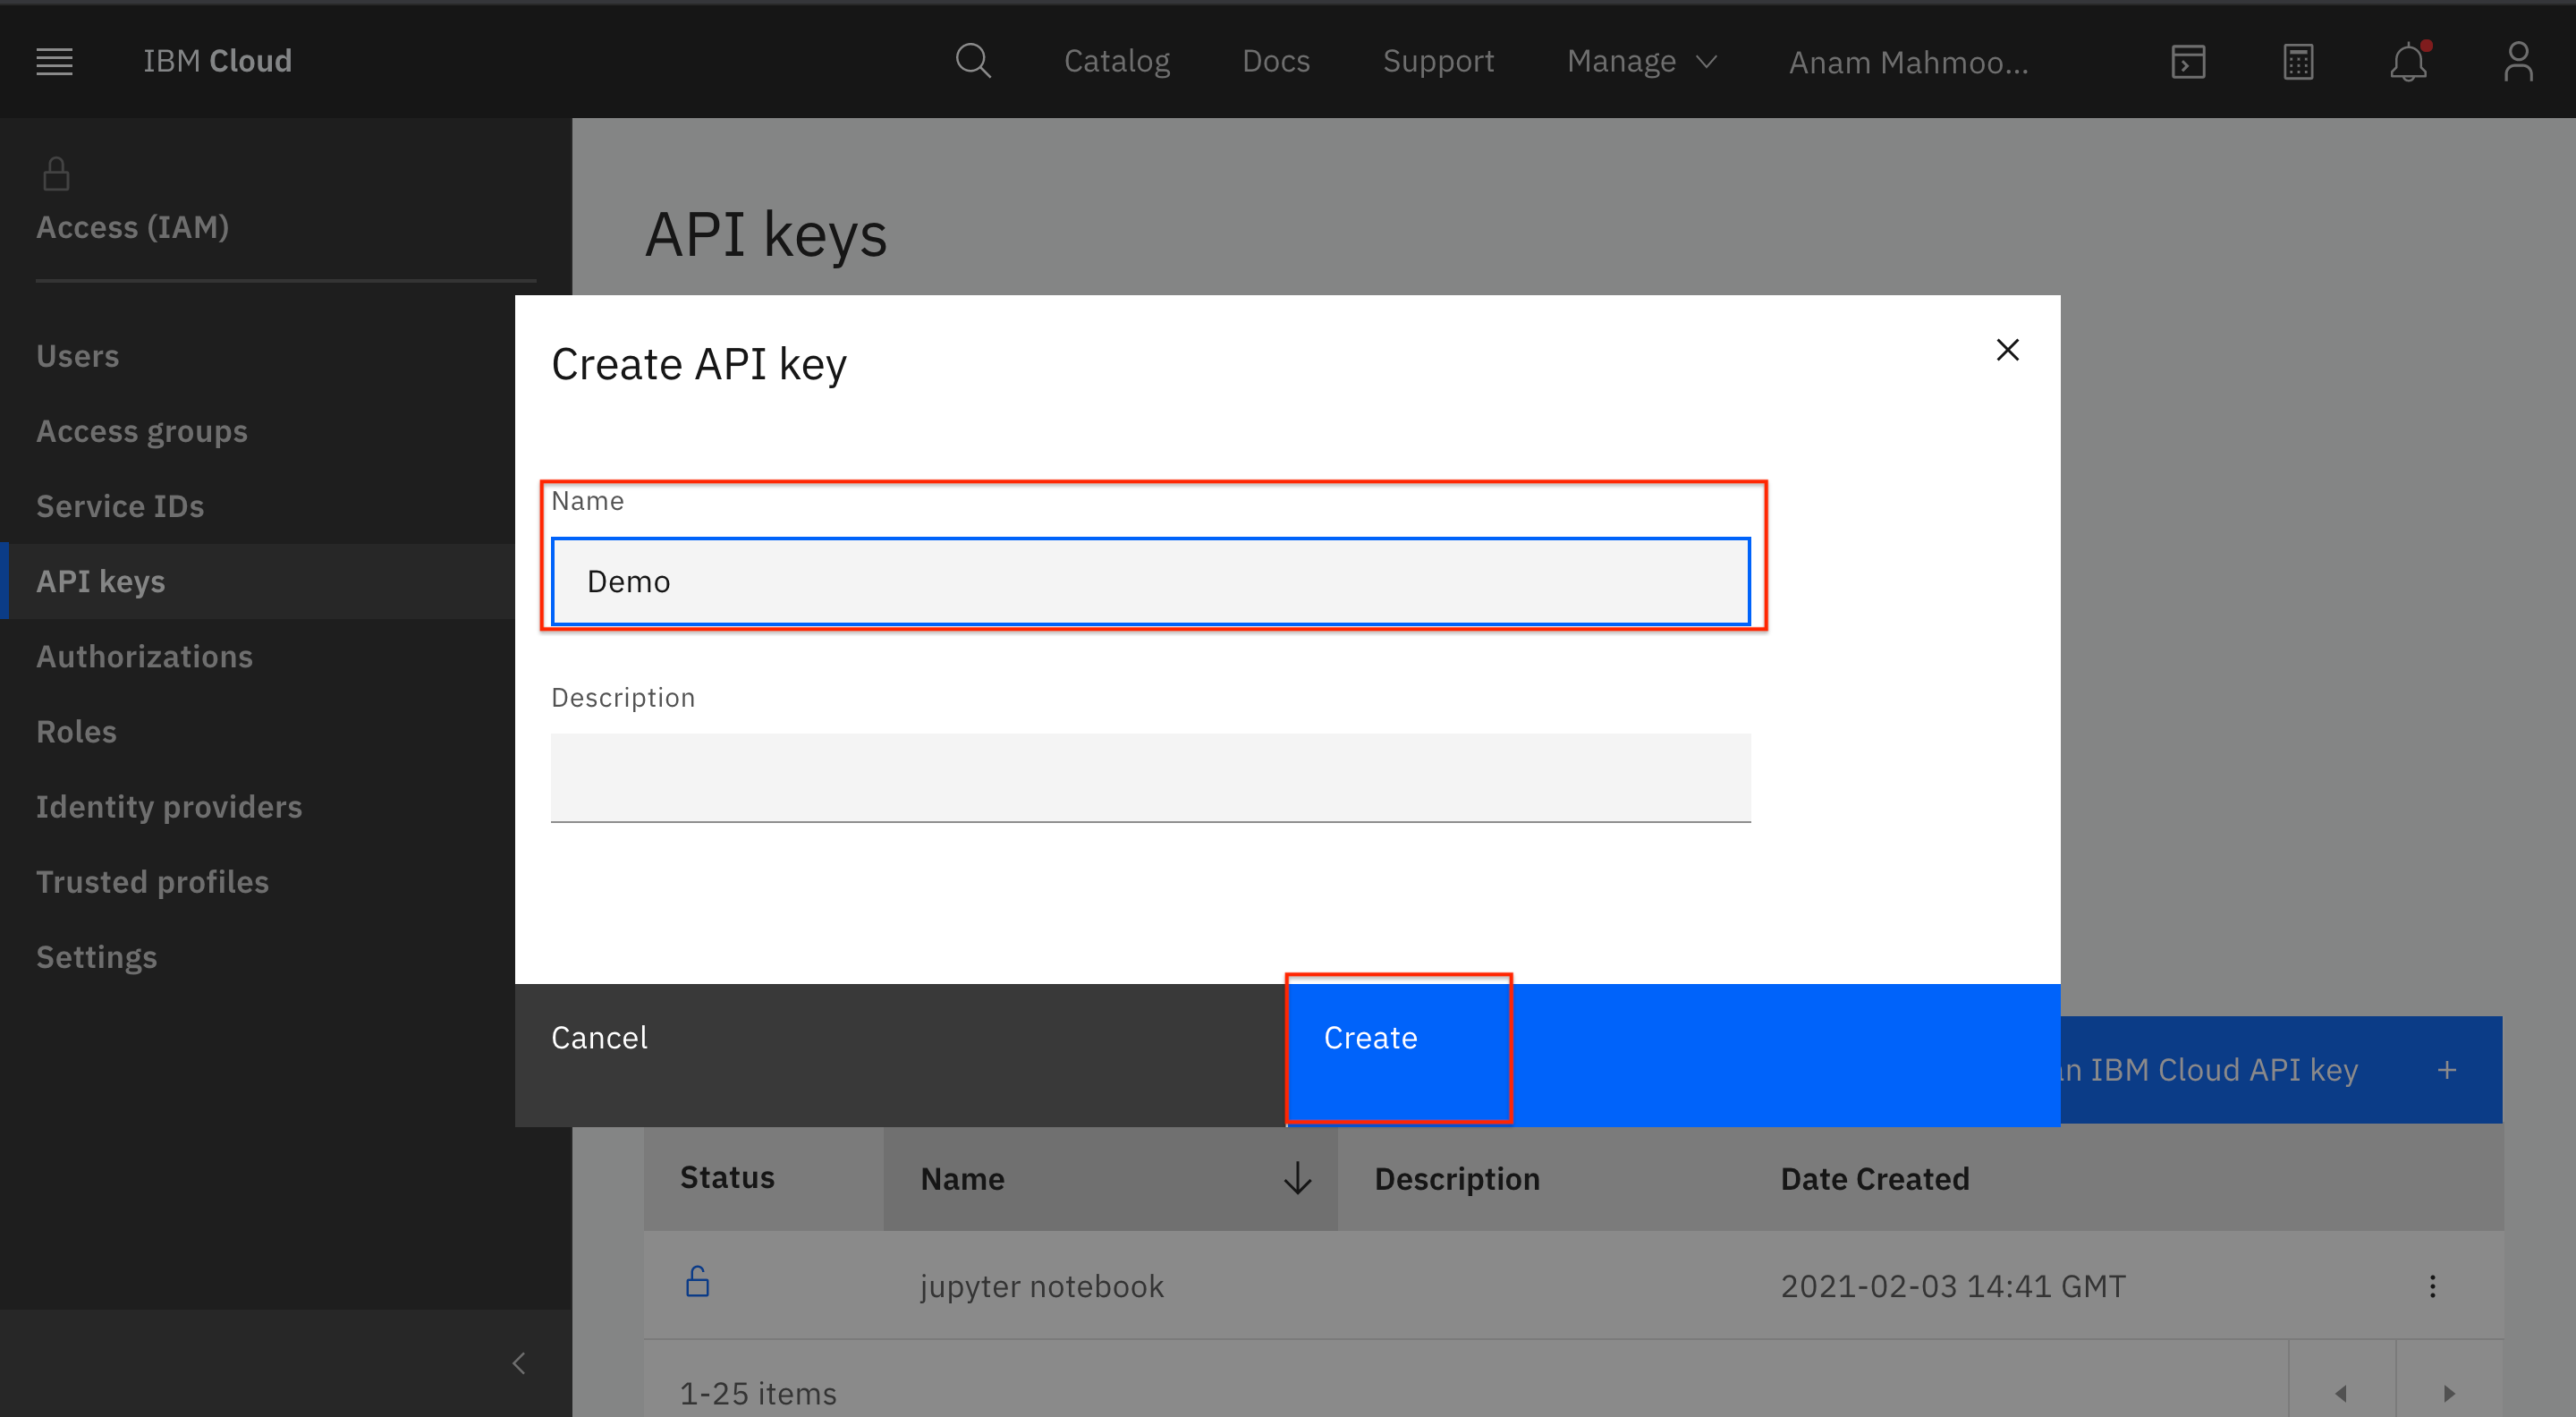 IBM Cloud
Catalog
Docs
Support
Manage
Anam Mahmoo...
Access (IAM)
Users
Access groups
Service IDs
API keys
Authorizations
Roles
Identity providers
Trusted profiles
Settings
API keys
Create API key
Name
Demo
Description
Cancel
Create
IBM Cloud API key +
Status
Name
Description
Date Created
jupyter notebook
2021-02-03 14:41 GMT
1-25 items